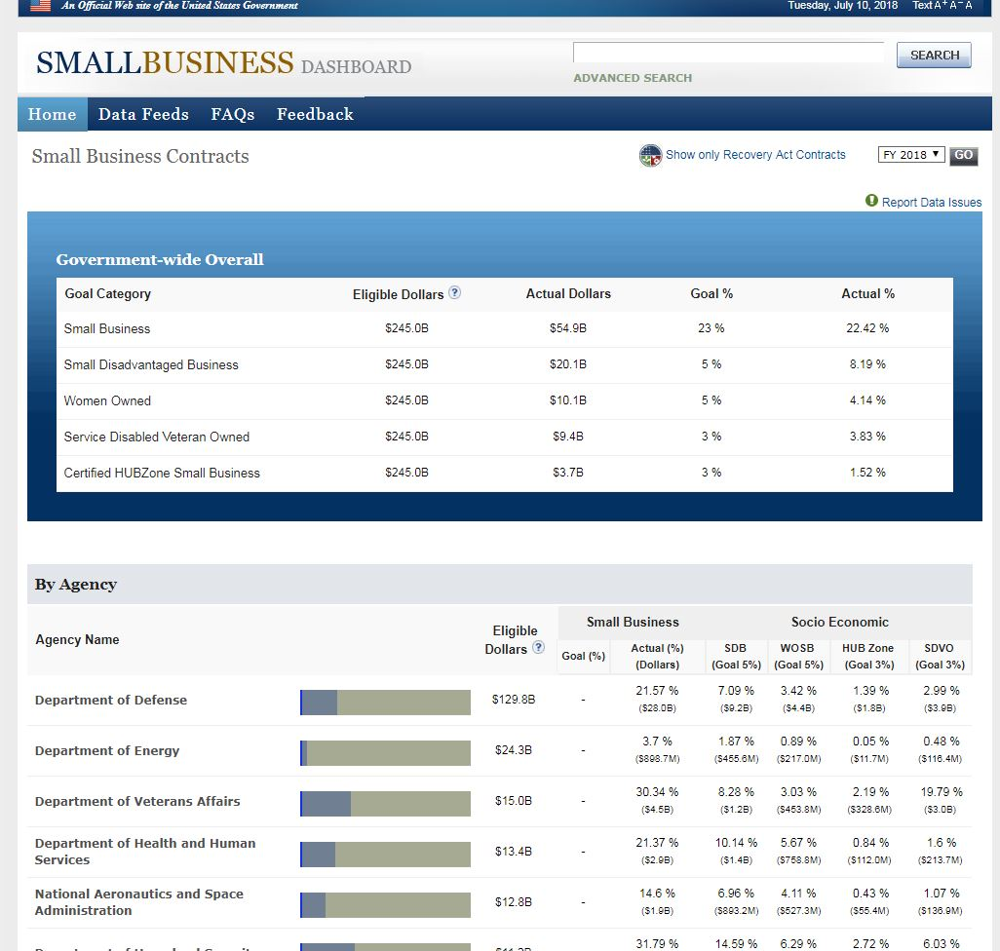 An Official Web site of the United States Government Tuesday, July 10, 2018 Text A+ A- A
SMALLBUSINESS DASHBOARD SEARCH
ADVANCED SEARCH
Home Data Feeds FAQs Feedback
Small Business Contracts Show only Recovery Act Contracts FY 2018 ▼ GO
Report Data Issues
Government-wide Overall
Goal Category Eligible Dollars ? Actual Dollars Goal % Actual %
Small Business $245.0B $54.9B 23 % 22.42 %
Small Disadvantaged Business $245.0B $20.1B 5 % 8.19 %
Women Owned $245.0B $10.1B 5 % 4.14 %
Service Disabled Veteran Owned $245.0B $9.4B 3 % 3.83 %
Certified HUBZone Small Business $245.0B $3.7B 3 % 1.52 %
By Agency
Small Business Socio Economic
Agency Name Eligible
Dollars ? Goal (%) Actual (%) SDB WOSB HUB Zone SDVO
(Dollars) (Goal 5%) (Goal 5%) (Goal 3%) (Goal 3%)
Department of Defense $129.8B - 21.57 % 7.09 % 3.42 % 1.39 % 2.99 %
($28.0B) ($9.2B) ($4.4B) ($1.8B) ($3.9B)
Department of Energy $24.3B - 3.7 % 1.87 % 0.89 % 0.05 % 0.48 %
($898.7M) ($455.6M) ($217.0M) ($11.7M) ($116.4M)
Department of Veterans Affairs $15.0B - 30.34 % 8.28 % 3.03 % 2.19 % 19.79 %
($4.5B) ($1.2B) ($453.8M) ($328.6M) ($3.0B)
Department of Health and Human
Services $13.4B - 21.37 % 10.14 % 5.67 % 0.84 % 1.6 %
($2.9B) ($1.4B) ($758.8M) ($112.0M) ($213.7M)
National Aeronautics and Space
Administration $12.8B - 14.6 % 6.96 % 4.11 % 0.43 % 1.07 %
($1.9B) ($893.2M) ($527.3M) ($55.4M) ($136.9M)
31.79 % 14.59 % 6.29 % 2.72 % 6.03 %